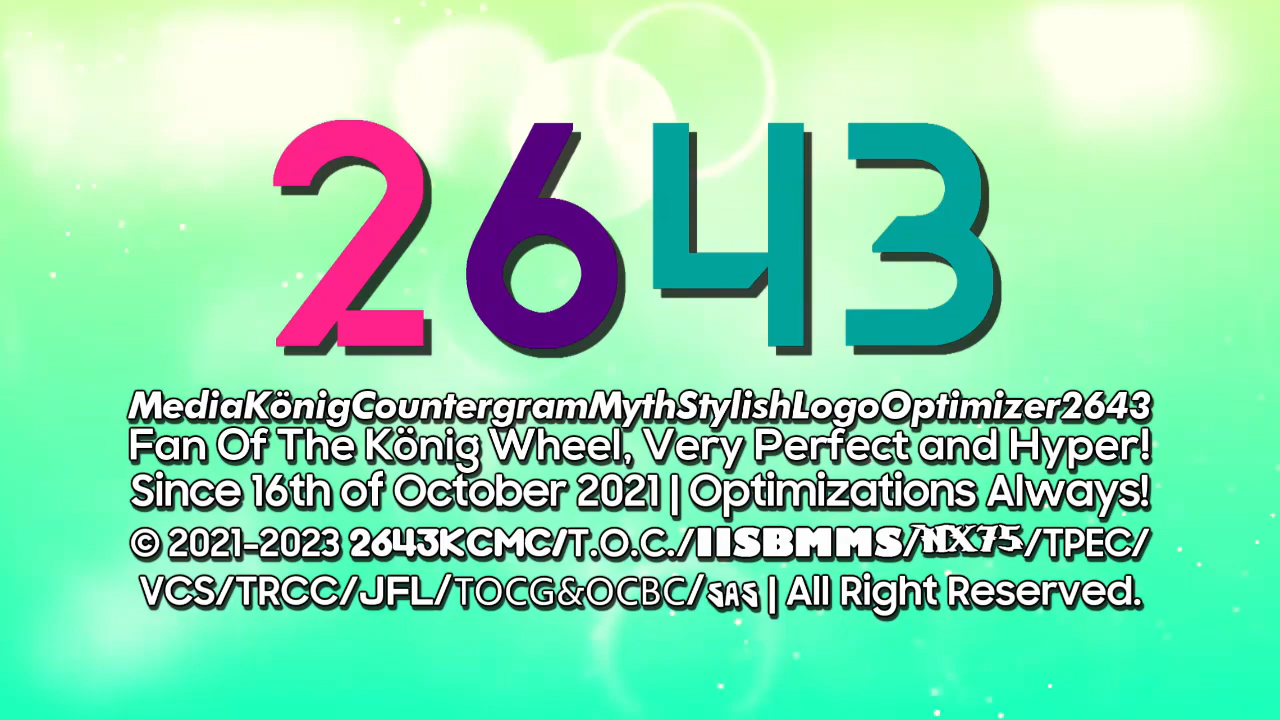 2643
MediaKönigCountergramMythStylishLogoOptimizer2643
Fan Of The König Wheel, Very Perfect and Hyper!
Since 16th of October 2021 | Optimizations Always!
© 2021-2023 2643KCMC/T.O.C./IISBMMS/NX75/TPEC/
VCS/TRCC/JFL/TOCG&OCBC/SAS | All Right Reserved.